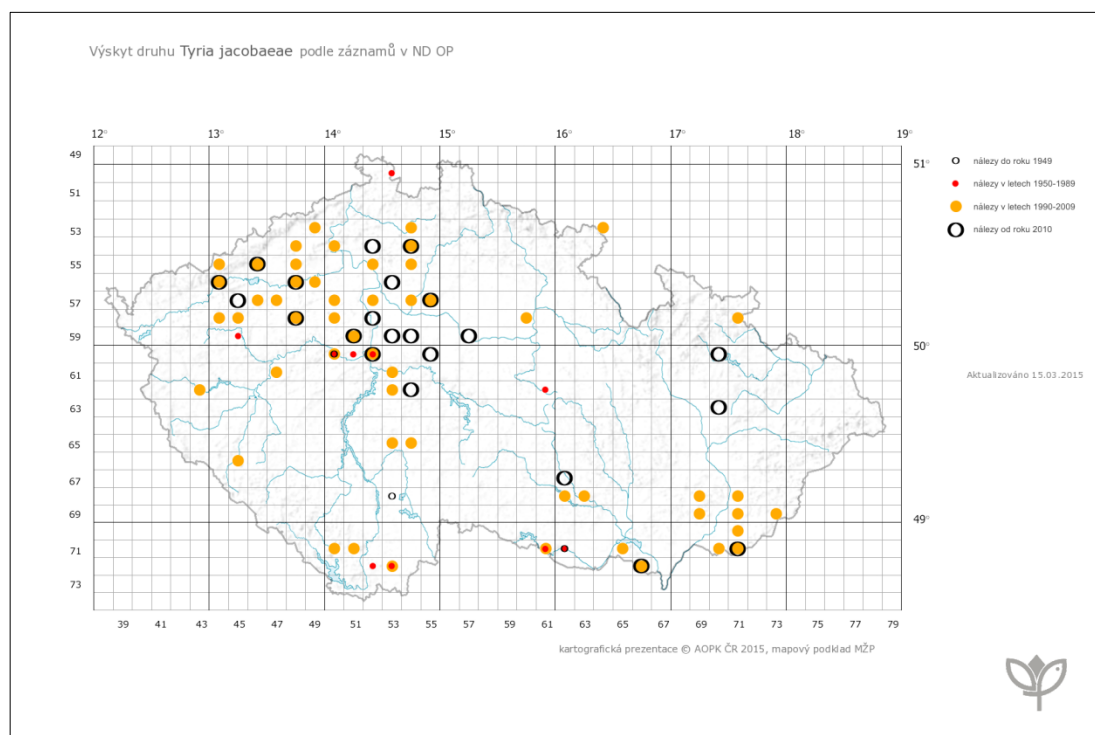 Výskyt druhu Tyria jacobaeae podle záznamů v ND OP
12° 13° 14° 15° 16° 17° 18° 19°
49
51
53
55
57
59
61
63
65
67
69
71
73
51°
50°
49°
nálezy do roku 1949
nálezy v letech 1950-1989
nálezy v letech 1990-2009
nálezy od roku 2010
Aktualizováno 15.03.2015
39 41 43 45 47 49 51 53 55 57 59 61 63 65 67 69 71 73 75 77 79
kartografická prezentace © AOPK ČR 2015, mapový podklad MŽP